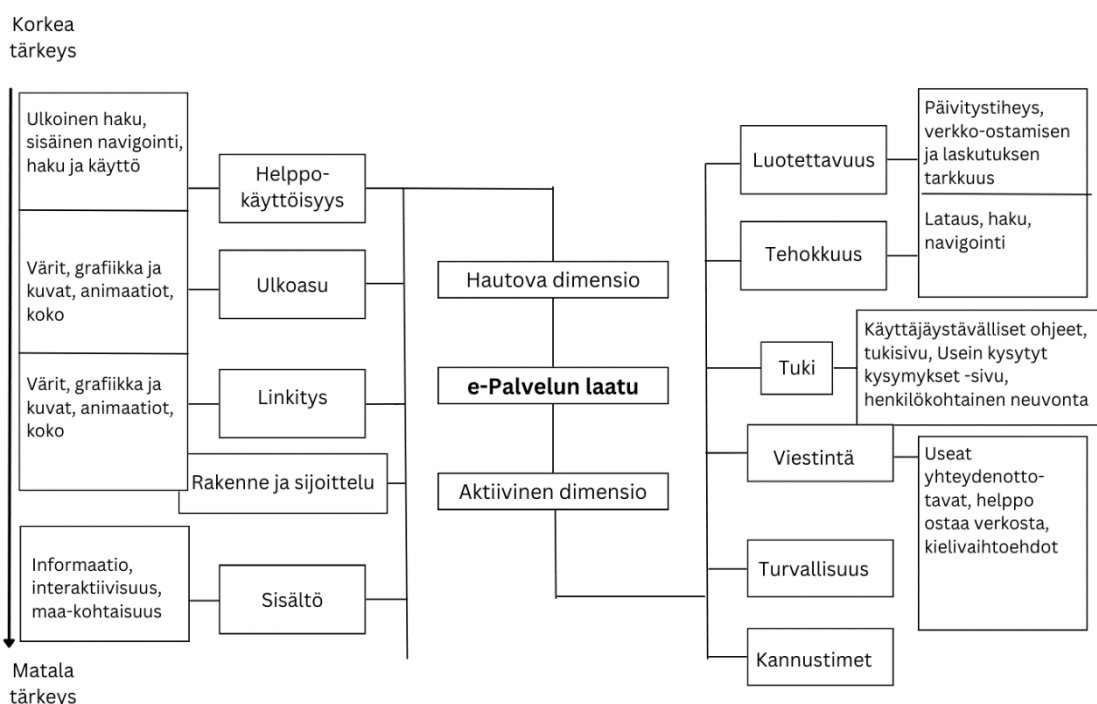 Korkea
tärkeys
Ulkoinen haku,
sisäinen navigointi,
haku ja käyttö
Helppo-
käyttöisyys
Värit, grafiikka ja
kuvat, animaatiot,
koko
Ulkoasu
Värit, grafiikka ja
kuvat, animaatiot,
koko
Linkitys
Rakenne ja sijoittelu
Informaatio,
interaktiivisuus,
maa-kohtaisuus
Sisältö
Matala
tärkeys
Hautova dimensio
e-Palvelun laatu
Aktiivinen dimensio
Luotettavuus
Päivitystiheys,
verkko-ostamisen
ja laskutuksen
tarkkuus
Tehokkuus
Lataus, haku,
navigointi
Tuki
Käyttäjäystävälliset ohjeet,
tukisivu, Usein kysytyt
kysymykset -sivu,
henkilökohtainen neuvonta
Viestintä
Useat
yhteydenotto-
tavat, helppo
ostaa verkosta,
kielivaihtoehdot
Turvallisuus
Kannustimet